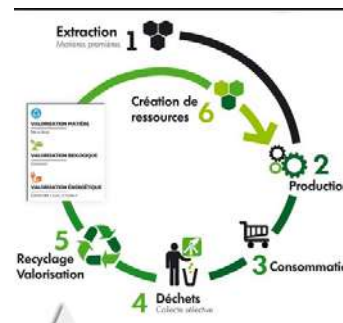 Extraction
Matières premières
1
Création de
ressources
6
2
Production
VALORISATION MATIÈRE
VALORISATION BIOLOGIQUE
VALORISATION ÉNERGÉTIQUE
5
Recyclage
Valorisation
3 Consommati
4 Déchets
Collecte sélective